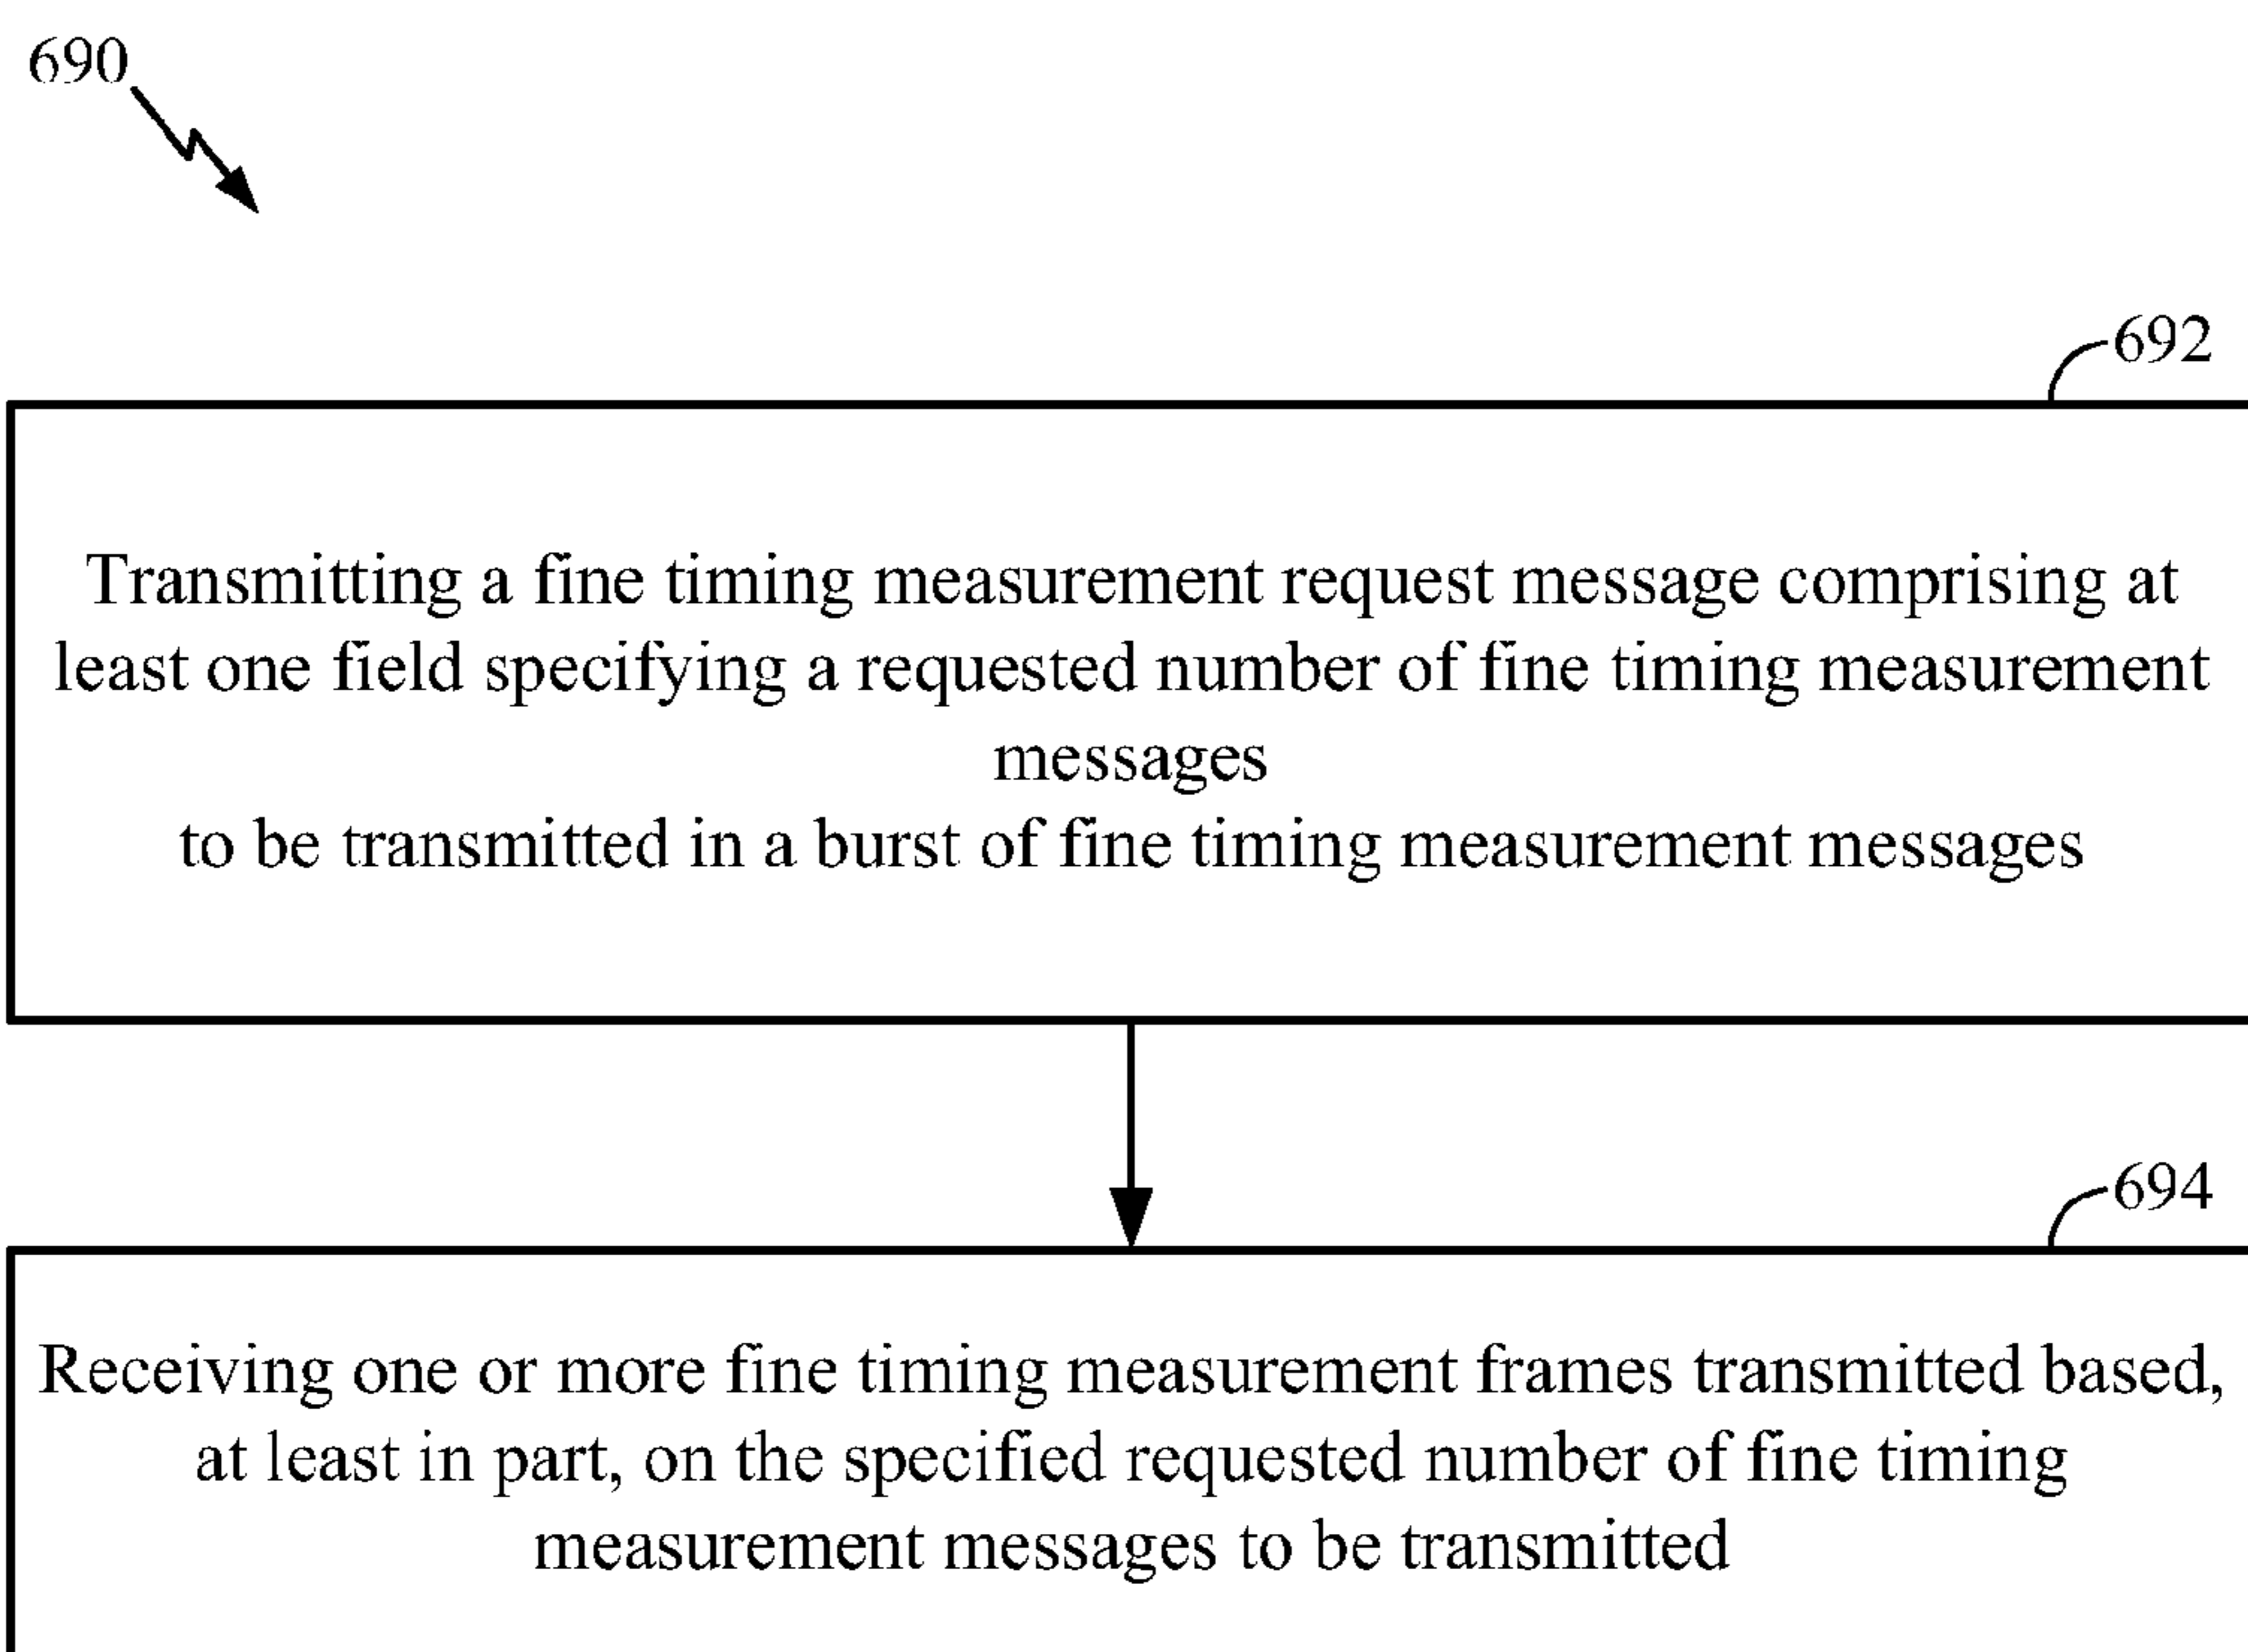 690
692
Transmitting a fine timing measurement request message comprising at
least one field specifying a requested number of fine timing measurement
messages
to be transmitted in a burst of fine timing measurement messages
694
Receiving one or more fine timing measurement frames transmitted based,
at least in part, on the specified requested number of fine timing
measurement messages to be transmitted